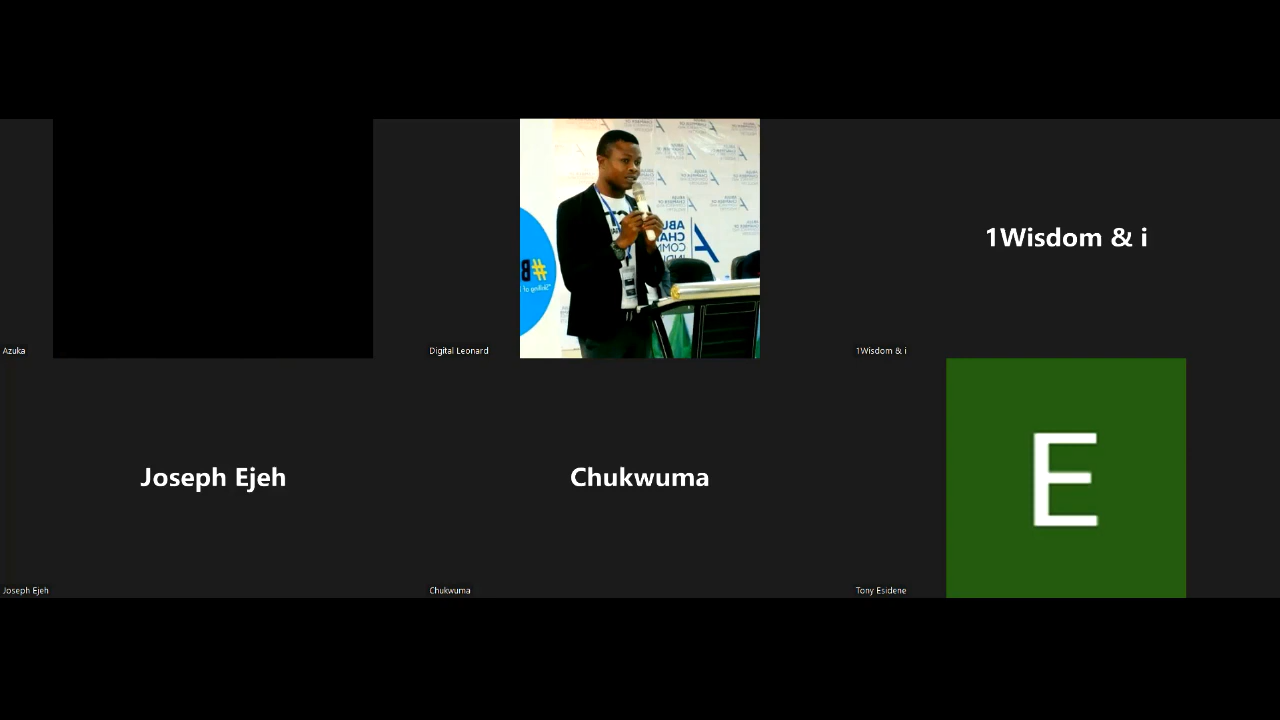 1Wisdom & i
Azuka
Digital Leonard
1Wisdom & i
Joseph Ejeh
Chukwuma
E
Joseph Ejeh
Chukwuma
Tony Esidene